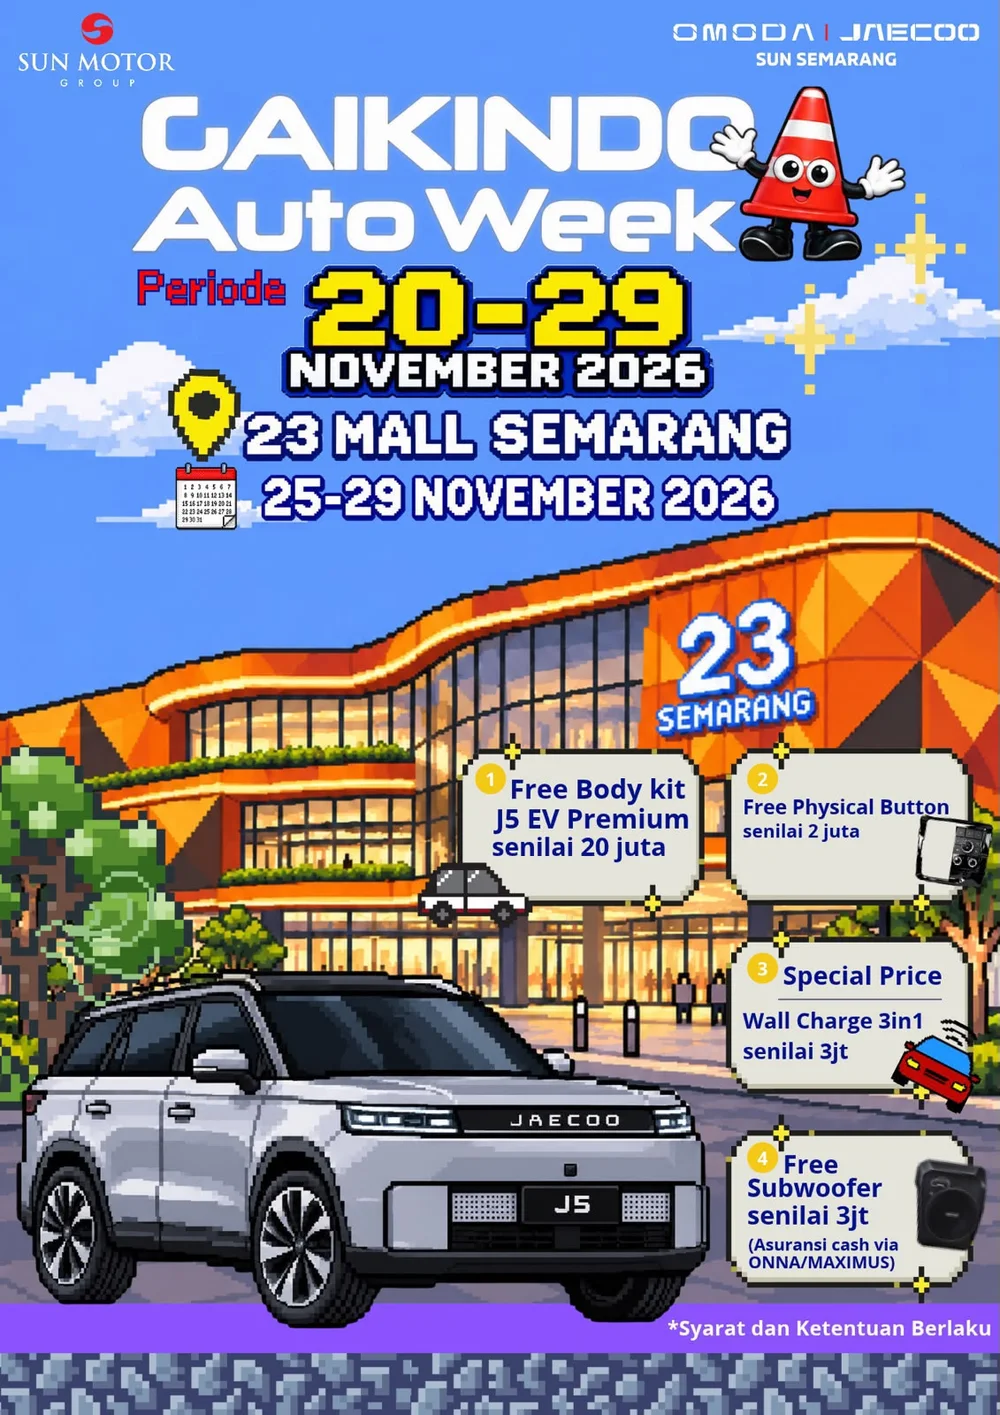 SUN MOTOR
GROUP
OMODA | JAECOO
SUN SEMARANG
GAIKINDO
Auto Week
Periode
20-29
NOVEMBER 2026
23 MALL SEMARANG
25-29 NOVEMBER 2026
23
SEMARANG
1
Free Body kit
J5 EV Premium
senilai 20 juta
2
Free Physical Button
senilai 2 juta
3
Special Price
Wall Charge 3in1
senilai 3jt
4
Free
Subwoofer
senilai 3jt
(Asuransi cash via
ONNA/MAXIMUS)
JAECOO
J5
*Syarat dan Ketentuan Berlaku